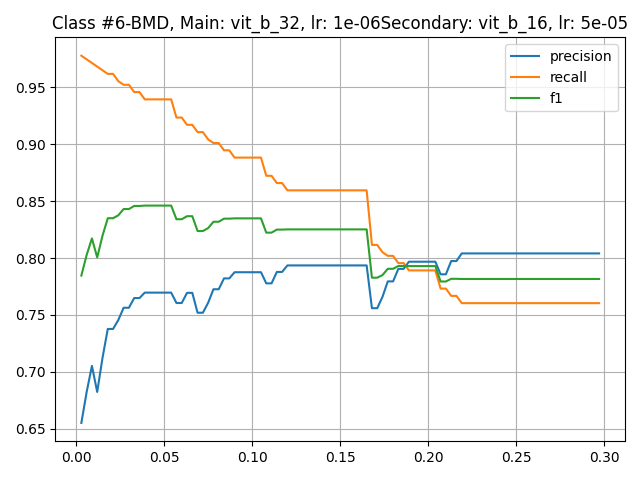 Class #6-BMD, Main: vit_b_32, lr: 1e-06Secondary: vit_b_16, lr: 5e-05
precision
recall
f1
0.95
0.90
0.85
0.80
0.75
0.70
0.65
0.00 0.05 0.10 0.15 0.20 0.25 0.30